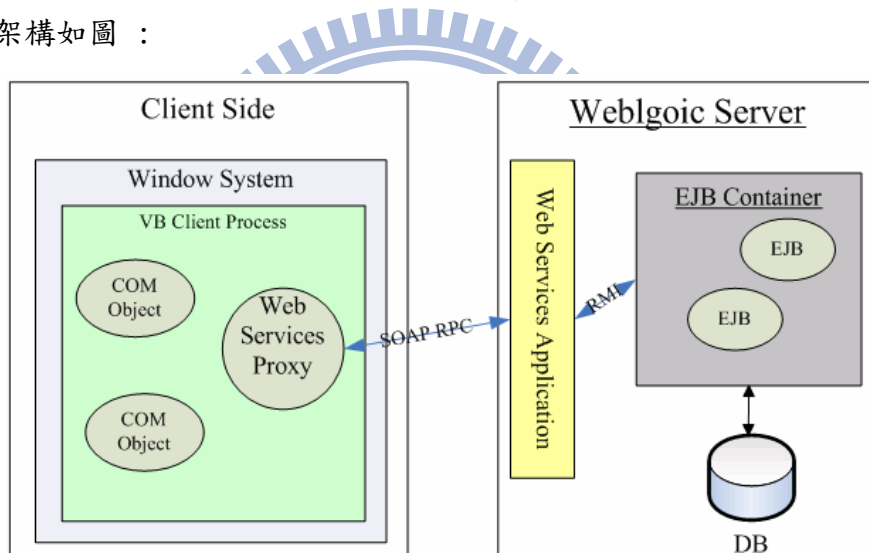 架構如圖 :
Client Side
Window System
VB Client Process
COM
Object
Web
Services
Proxy
COM
Object
SOAP RPC
Weblgoic Server
Web Services Application
RMI
EJB Container
EJB
EJB
DB